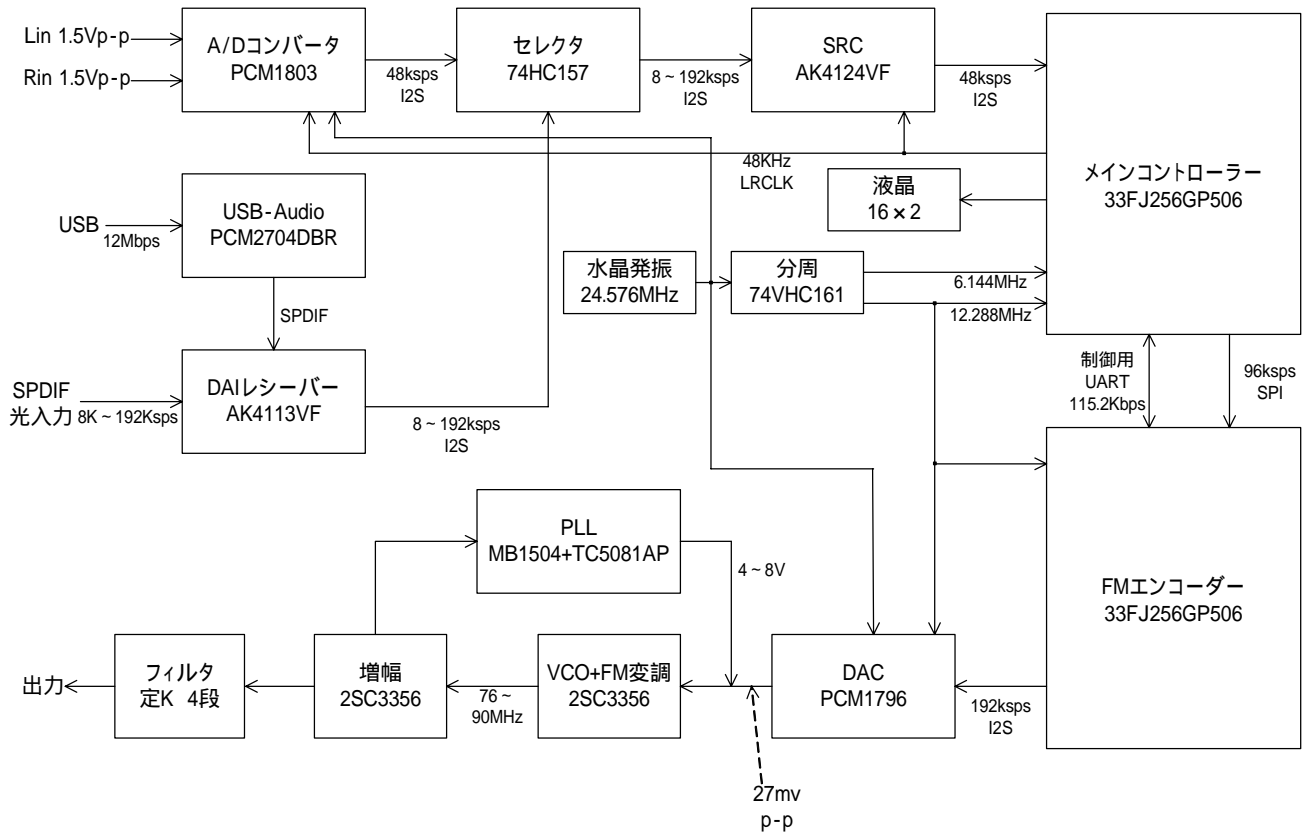 Lin 1.5Vp-p
Rin 1.5Vp-p
A/Dコンバータ
PCM1803
48ksps
I2S
セレクタ
74HC157
8～192ksps
I2S
SRC
AK4124VF
48ksps
I2S
メインコントローラー
33FJ256GP506
48KHz
LRCLK
液晶
16×2
USB
12Mbps
USB-Audio
PCM2704DBR
水晶発振
24.576MHz
分周
74VHC161
6.144MHz
12.288MHz
SPDIF
制御用
UART
115.2Kbps
96ksps
SPI
SPDIF
光入力 8K～192Ksps
DAIレシーバー
AK4113VF
8～192ksps
I2S
PLL
MB1504+TC5081AP
4～8V
FMエンコーダー
33FJ256GP506
出力
フィルタ
定K 4段
増幅
2SC3356
76～
90MHz
VCO+FM変調
2SC3356
DAC
PCM1796
192ksps
I2S
27mv
p-p